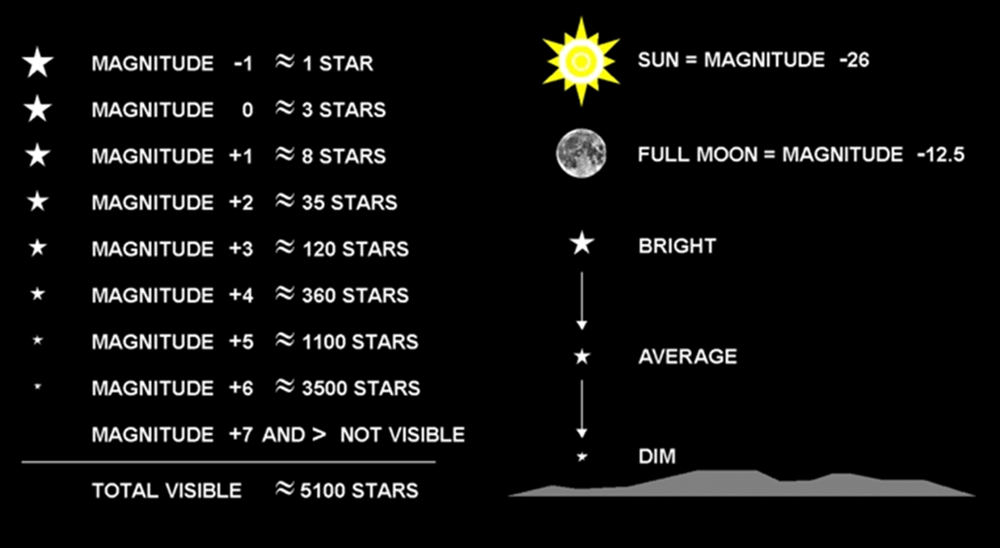 MAGNITUDE -1 ≈ 1 STAR
MAGNITUDE 0 ≈ 3 STARS
MAGNITUDE +1 ≈ 8 STARS
MAGNITUDE +2 ≈ 35 STARS
MAGNITUDE +3 ≈ 120 STARS
MAGNITUDE +4 ≈ 360 STARS
MAGNITUDE +5 ≈ 1100 STARS
MAGNITUDE +6 ≈ 3500 STARS
MAGNITUDE +7 AND > NOT VISIBLE
TOTAL VISIBLE ≈ 5100 STARS
SUN = MAGNITUDE -26
FULL MOON = MAGNITUDE -12.5
BRIGHT
AVERAGE
DIM